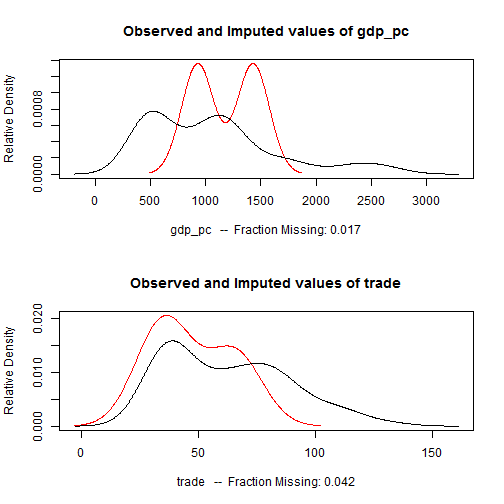 Observed and Imputed values of gdp_pc
Relative Density
0.0000 0.0008
0 500 1000 1500 2000 2500 3000
gdp_pc -- Fraction Missing: 0.017
Observed and Imputed values of trade
Relative Density
0.000 0.010 0.020
0 50 100 150
trade -- Fraction Missing: 0.042